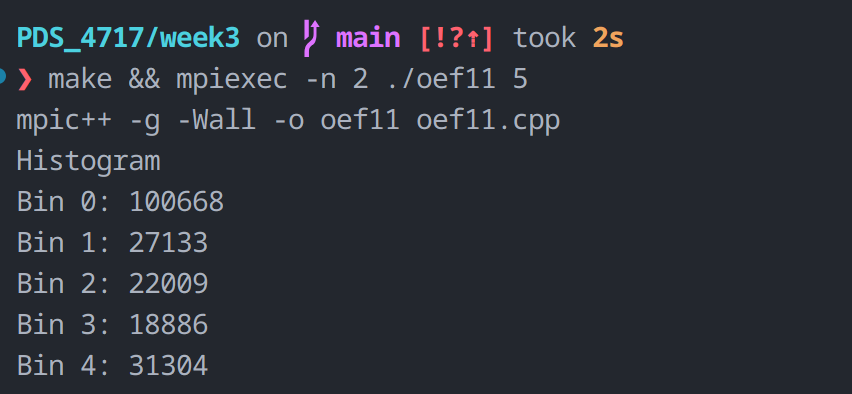 PDS_4717/week3 on main [!?⇡] took 2s
❯ make && mpiexec -n 2 ./oef11 5
mpic++ -g -Wall -o oef11 oef11.cpp
Histogram
Bin 0: 100668
Bin 1: 27133
Bin 2: 22009
Bin 3: 18886
Bin 4: 31304